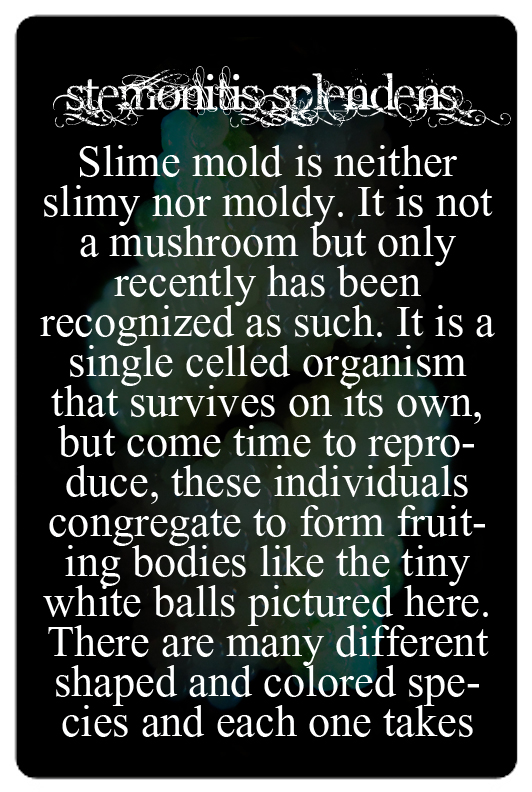 stemonitis splendens
Slime mold is neither
slimy nor moldy. It is not
a mushroom but only
recently has been
recognized as such. It is a
single celled organism
that survives on its own,
but come time to repro-
duce, these individuals
congregate to form fruit-
ing bodies like the tiny
white balls pictured here.
There are many different
shaped and colored spe-
cies and each one takes